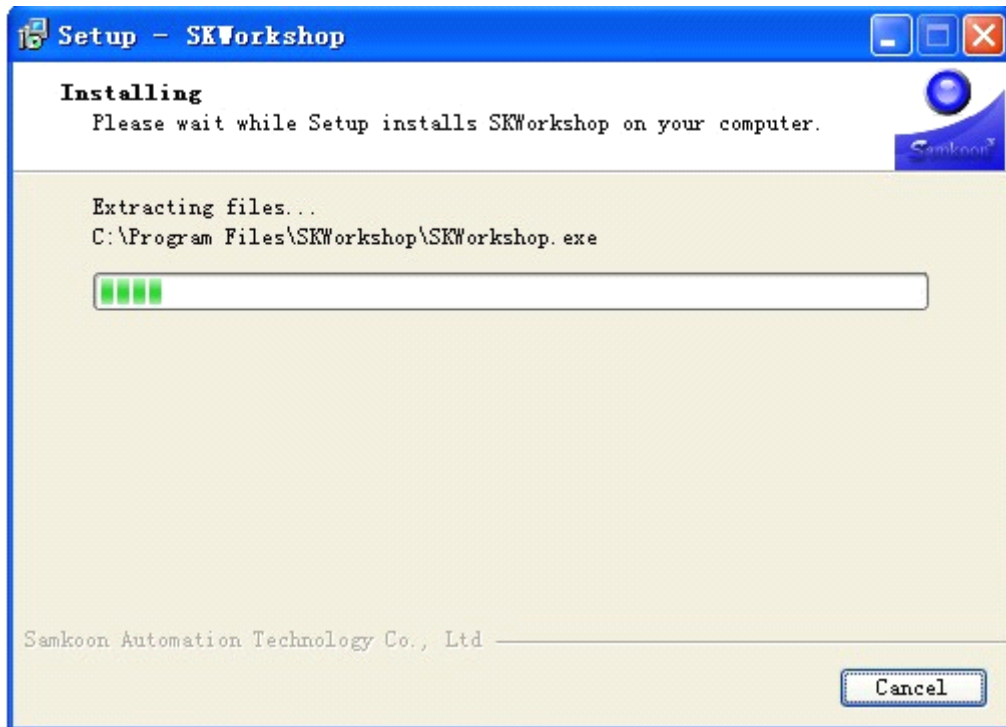 Setup - SKWorkshop
Installing
Please wait while Setup installs SKWorkshop on your computer.
Samkoon
Extracting files...
C:\Program Files\SKWorkshop\SKWorkshop.exe
Samkoon Automation Technology Co., Ltd
Cancel